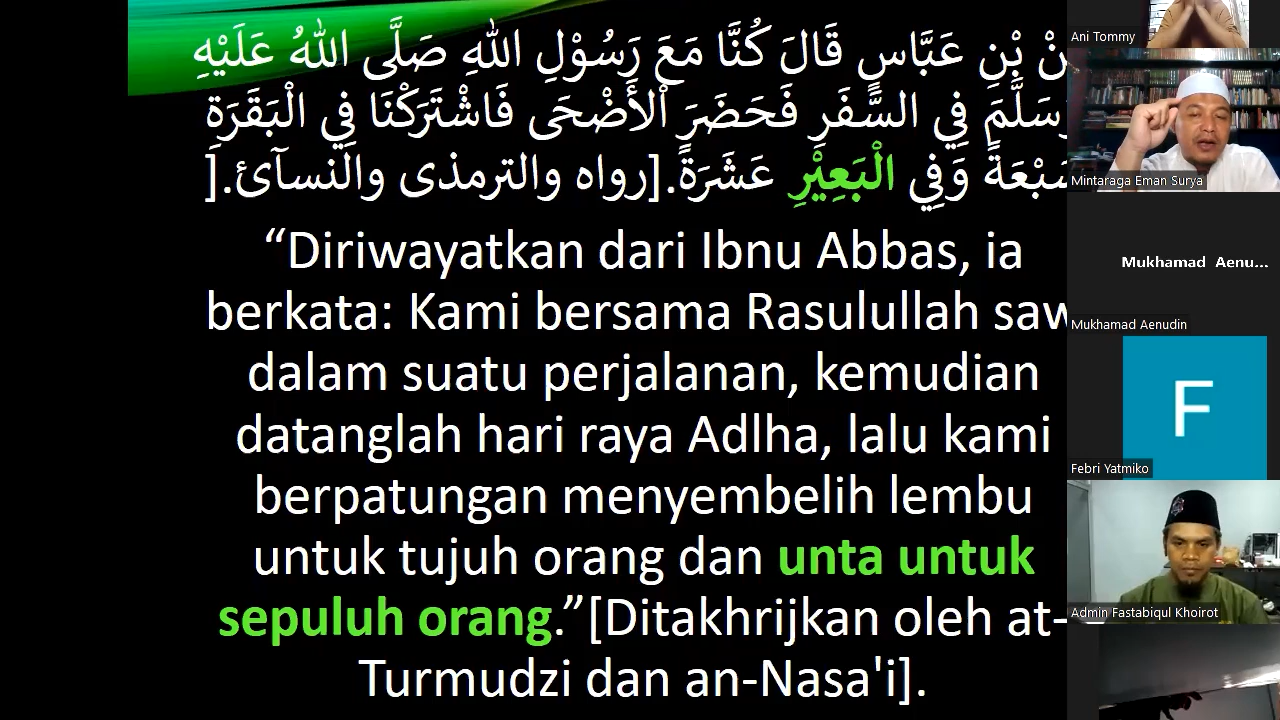 نْ بْنِ عَبَّاسٍ قَالَ كُنَّا مَعَ رَسُوْلِ اللهِ صَلَّى اللهُ عَلَيْهِ
وَسَلَّمَ فِي السَّفَرِ فَحَضَرَ الْأَضْحَى فَاشْتَرَكْنَا فِي الْبَقَرَةِ
سَبْعَةً وَفِي الْبَعِيْرِ عَشَرَةً.[رواه والترمذى والنسآئ.[
“Diriwayatkan dari Ibnu Abbas, ia
berkata: Kami bersama Rasulullah saw
dalam suatu perjalanan, kemudian
datanglah hari raya Adlha, lalu kami
berpatungan menyembelih lembu
untuk tujuh orang dan unta untuk
sepuluh orang.”[Ditakhrijkan oleh at-
Turmudzi dan an-Nasa'i].
Ani Tommy
Mintaraga Eman Surya
Mukhamad Aenu...
Mukhamad Aenudin
F
Febri Yatmiko
Admin Fastabiqul Khoirot